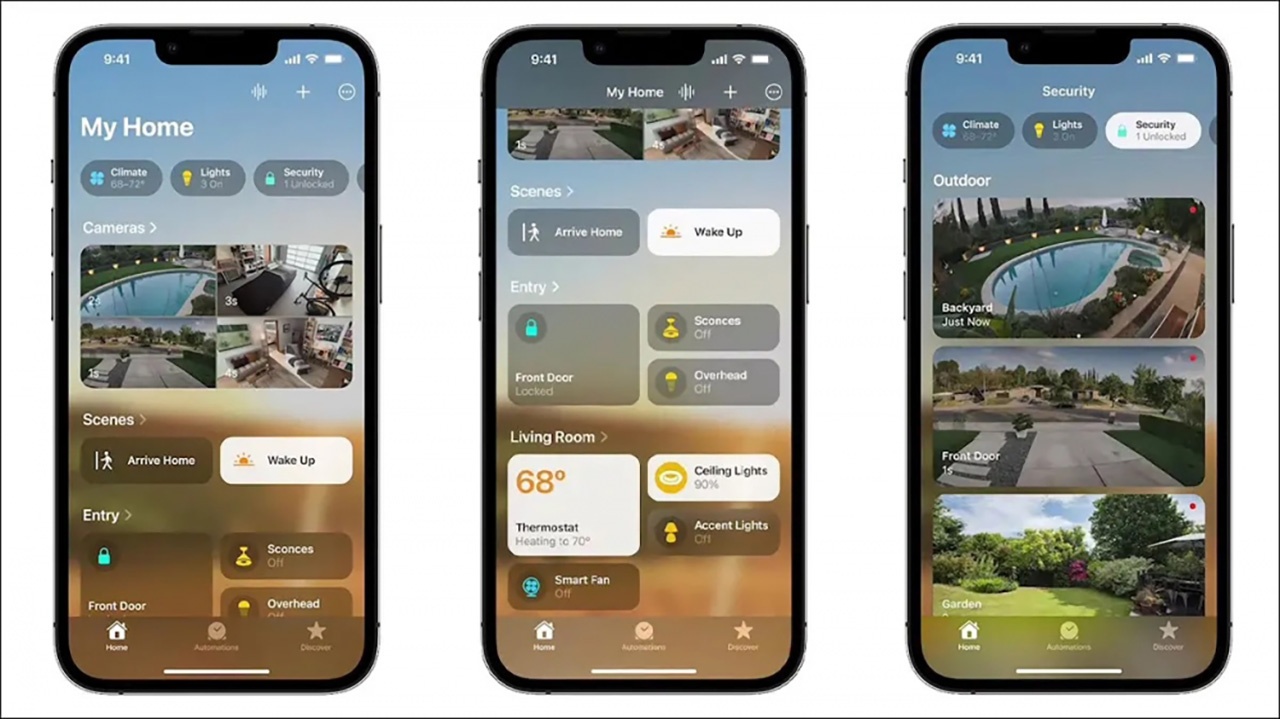 9:41
My Home
Climate
68–72°
Lights
3 On
Security
1 Unlocked
Cameras >
2s
3s
1s
4s
Scenes >
Arrive Home
Wake Up
Entry >
Sconces
Off
Front Door
Overhead
Off
Home
Automations
Discover
9:41
My Home
1s
4s
Scenes >
Arrive Home
Wake Up
Entry >
Front Door
Locked
Sconces
Off
Overhead
Off
Living Room >
68°
Thermostat
Heating to 70°
Ceiling Lights
90%
Accent Lights
Off
Smart Fan
Off
Home
Automations
Discover
9:41
Security
Climate
68–72°
Lights
3 On
Security
1 Unlocked
Outdoor
Backyard
Just Now
Front Door
1s
Garden
Home
Automations
Discover